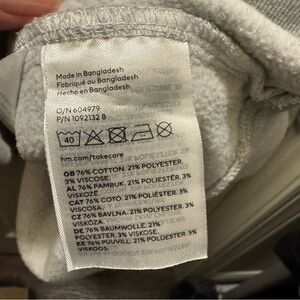 Made in Bangladesh
Fabriqué au Bangladesh
Hecho en Bangladesh
O/N 604979
P/N 1092132 B
40
hm.com/takecare
GB 76% COTTON. 21% POLYESTER.
3% VISCOSE.
AL 76% PAMBUK. 21% POLIESTËR. 3%
VISKOZË
CAT 76% COTÓ. 21% POLIÈSTER. 3%
VISCOSA.
CZ 76% BAVLNA. 21% POLYESTER. 3%
VISKÓZA
DE 76% BAUMWOLLE. 21%
POLYESTER. 3% VISKOSE.
EE 76% PUUVILL. 21% POLÜESTER. 3%
VISKOOS.